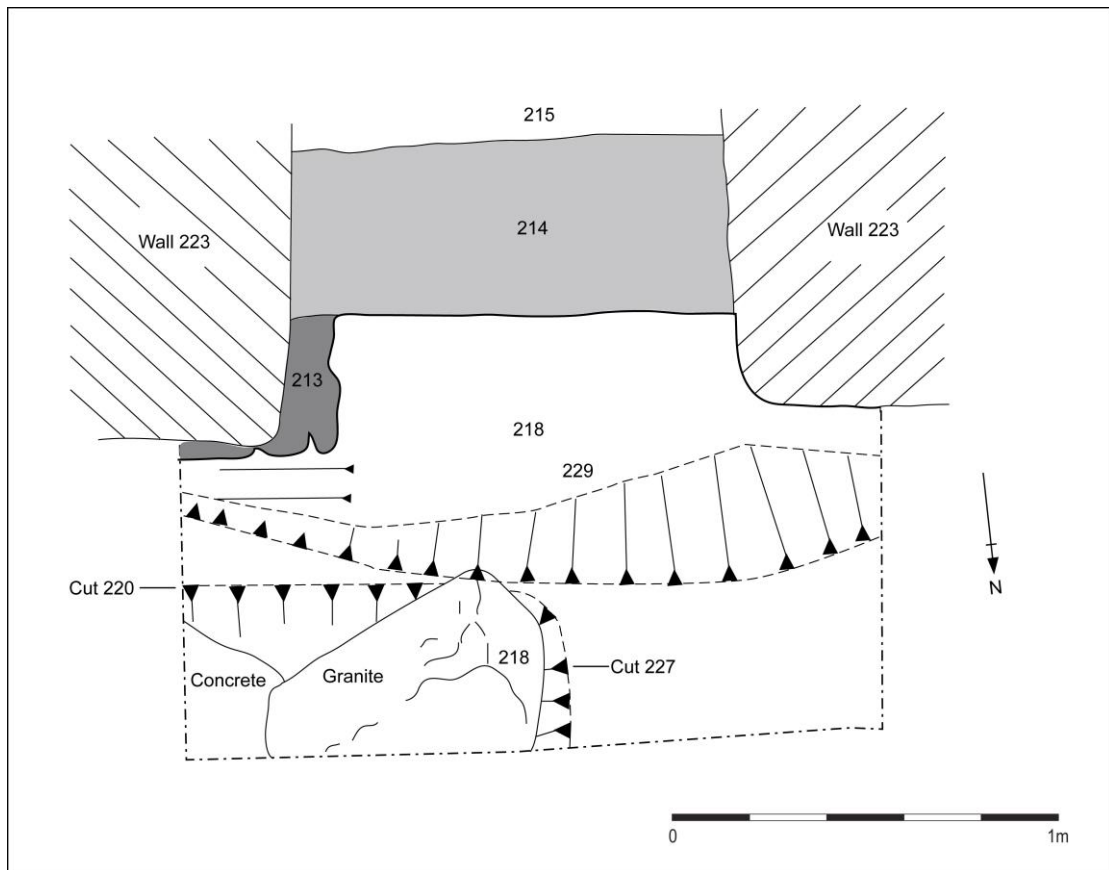 215
214
Wall 223
Wall 223
213
218
229
N
Cut 220
218
Cut 227
Concrete
Granite
0
1m